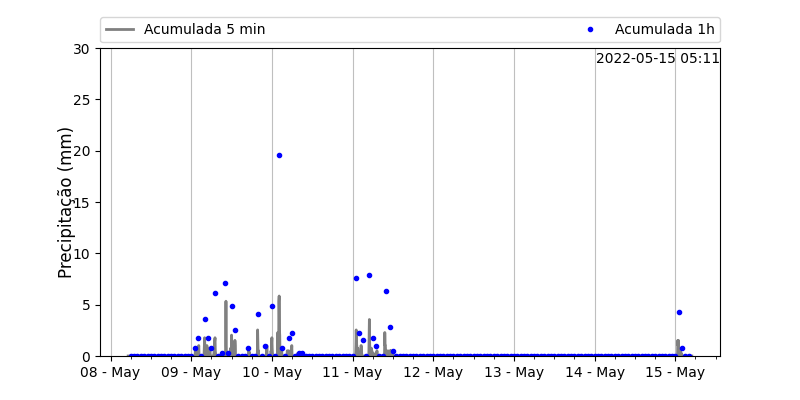 Acumulada 5 min
Acumulada 1h
2022-05-15 05:11
Precipitação (mm)
30
25
20
15
10
5
0
08 - May 09 - May 10 - May 11 - May 12 - May 13 - May 14 - May 15 - May